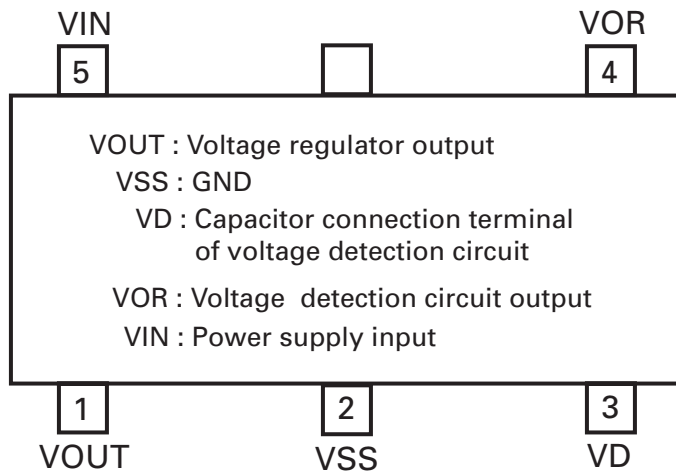 VIN VOR
5 4
VOUT : Voltage regulator output
VSS : GND
VD : Capacitor connection terminal
of voltage detection circuit
VOR : Voltage detection circuit output
VIN : Power supply input
1 2 3
VOUT VSS VD